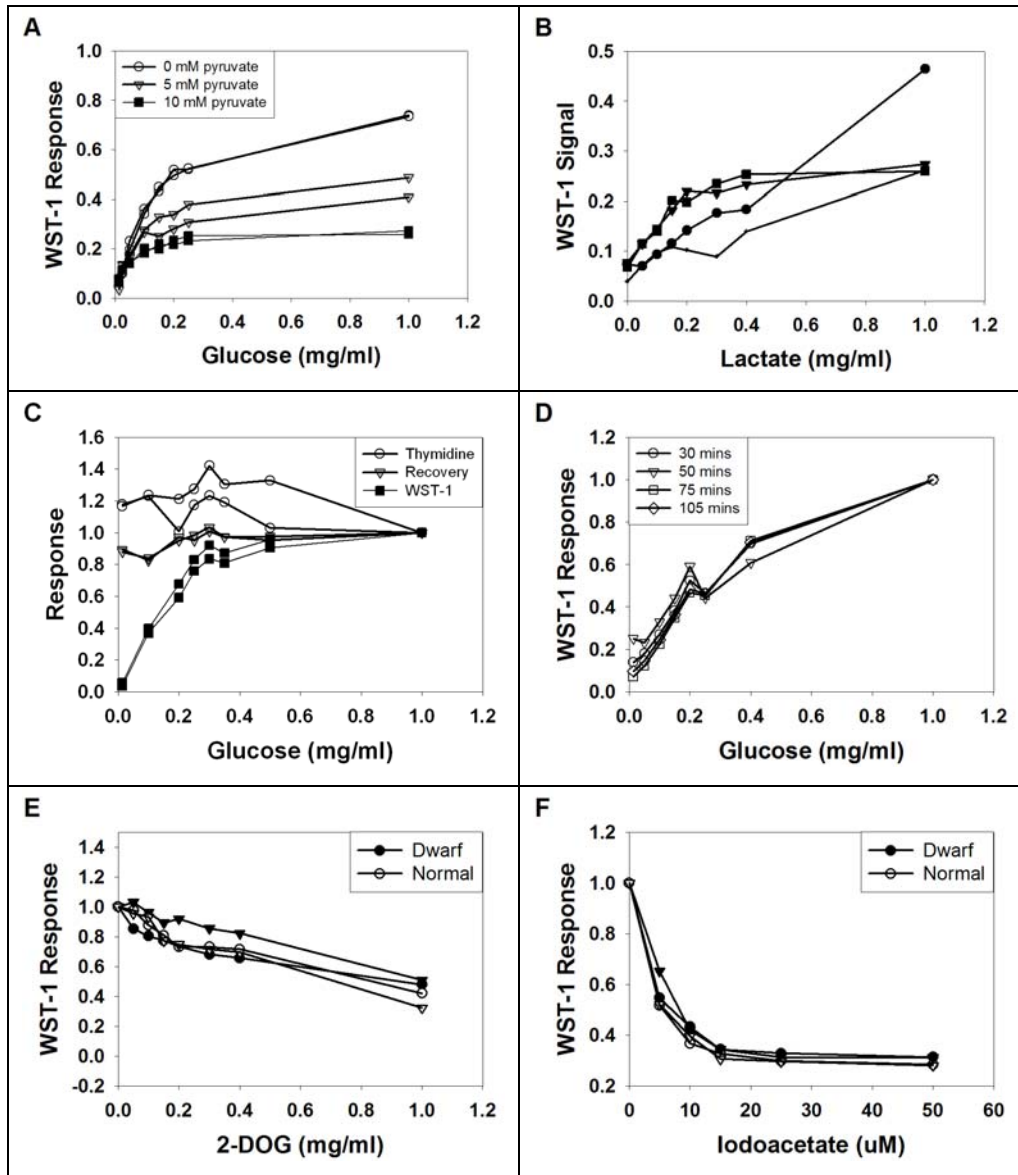 A
WST-1 Response
1.0
0.8
0.6
0.4
0.2
0.0
0 mM pyruvate
5 mM pyruvate
10 mM pyruvate
0.0 0.2 0.4 0.6 0.8 1.0 1.2
Glucose (mg/ml)
B
WST-1 Signal
0.5
0.4
0.3
0.2
0.1
0.0
0.0 0.2 0.4 0.6 0.8 1.0 1.2
Lactate (mg/ml)
C
Response
1.6
1.4
1.2
1.0
0.8
0.6
0.4
0.2
0.0
Thymidine
Recovery
WST-1
0.0 0.2 0.4 0.6 0.8 1.0 1.2
Glucose (mg/ml)
D
WST-1 Response
1.2
1.0
0.8
0.6
0.4
0.2
0.0
30 mins
50 mins
75 mins
105 mins
0.0 0.2 0.4 0.6 0.8 1.0 1.2
Glucose (mg/ml)
E
WST-1 Response
1.4
1.2
1.0
0.8
0.6
0.4
0.2
0.0
-0.2
Dwarf
Normal
0.0 0.2 0.4 0.6 0.8 1.0 1.2
2-DOG (mg/ml)
F
WST-1 Response
1.2
1.0
0.8
0.6
0.4
0.2
Dwarf
Normal
0 10 20 30 40 50 60
Iodoacetate (uM)